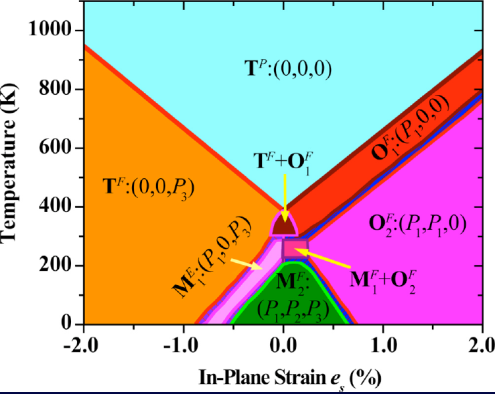 1000
800
600
400
200
0
Temperature (K)
T^P:(0,0,0)
T^F+O_1^F
O_1^F:(P_1,0,0)
T^F:(0,0,P_3)
O_2^F:(P_1,P_1,0)
M_1^F:(P_1,0,P_3)
M_1^F+O_2^F
M_2^F:
(P_1,P_2,P_3)
-2.0 -1.0 0.0 1.0 2.0
In-Plane Strain e_s (%)